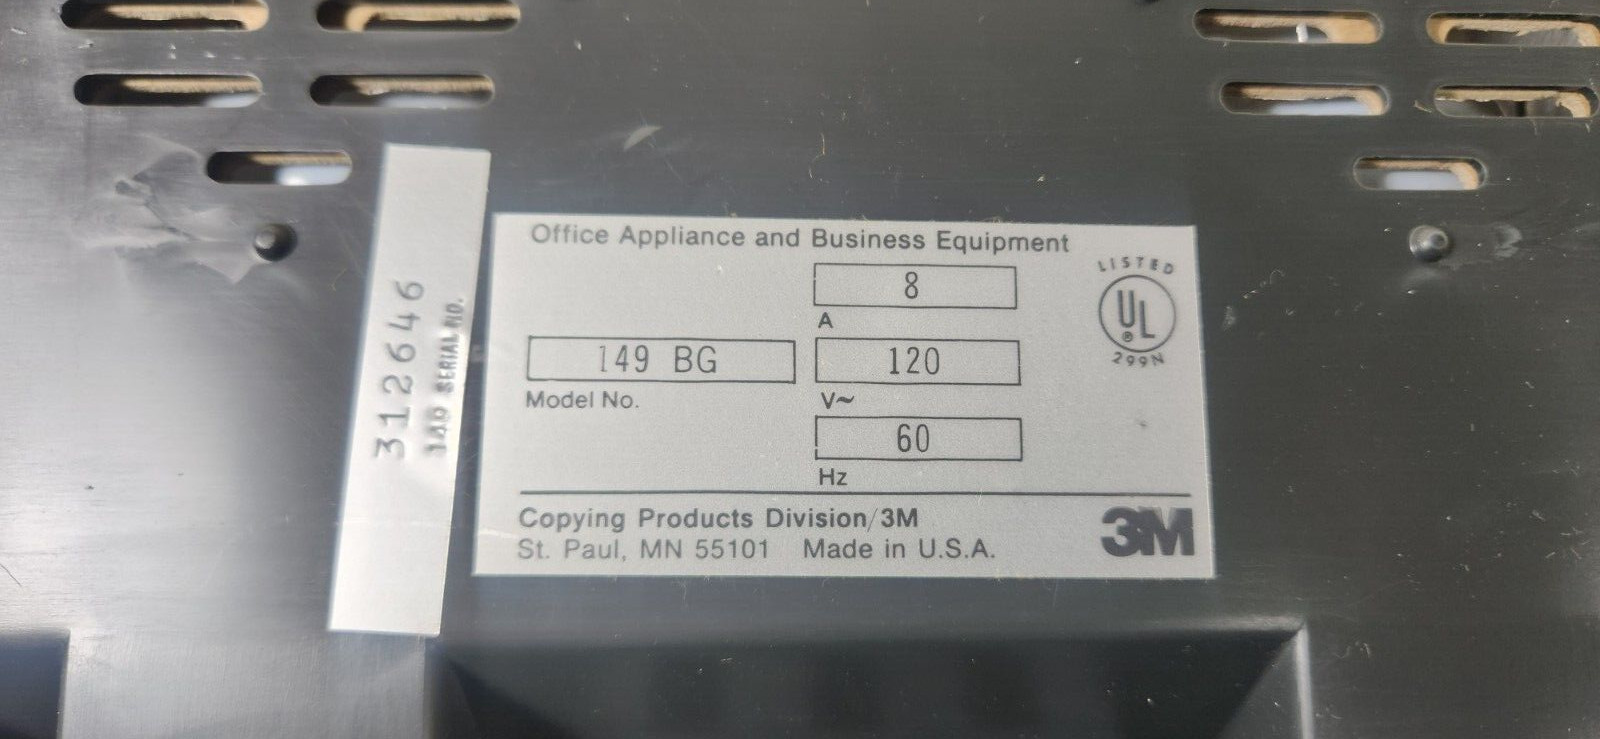 312646
149 SERIAL NO.
Office Appliance and Business Equipment
8
A
149 BG
Model No.
120
V~
60
Hz
LISTED
UL
®
299N
Copying Products Division/3M
St. Paul, MN 55101 Made in U.S.A.
3M